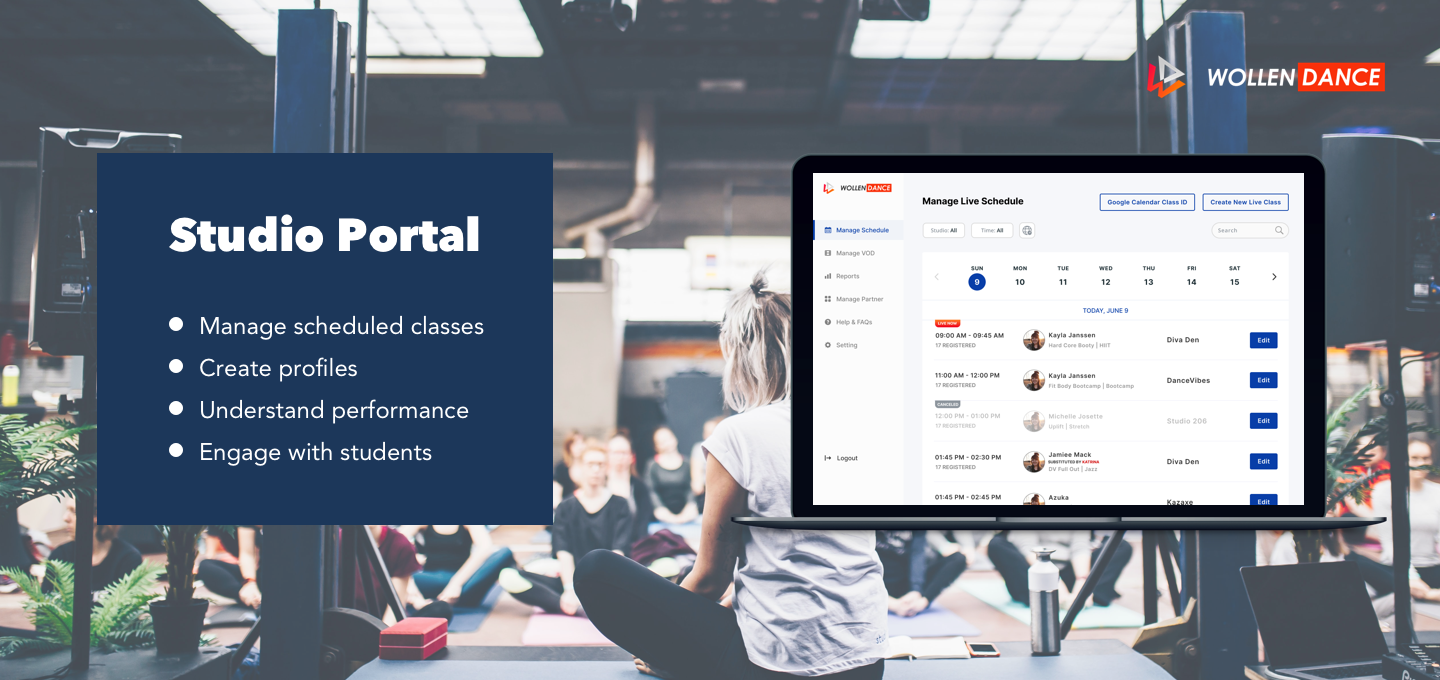 WOLLEN DANCE
Studio Portal
Manage scheduled classes
Create profiles
Understand performance
Engage with students
WOLLEN DANCE
Manage Schedule
Manage VOD
Reports
Manage Partner
Help & FAQs
Setting
Logout
Manage Live Schedule
Google Calendar Class ID
Create New Live Class
Studio: All
Time: All
Search
SUN MON TUE WED THU FRI SAT
9 10 11 12 13 14 15
TODAY, JUNE 9
LIVE NOW
09:00 AM - 09:45 AM Kayla Janssen Diva Den Edit
17 REGISTERED Hard Core Booty | HIIT
11:00 AM - 12:00 PM Kayla Janssen DanceVibes Edit
17 REGISTERED Fit Body Bootcamp | Bootcamp
CANCELED
12:00 PM - 01:00 PM Michelle Josette Studio 206 Edit
17 REGISTERED Uplift | Stretch
01:45 PM - 02:30 PM Jamiee Mack Diva Den Edit
SUBSTITUTED BY KATRINA
17 REGISTERED DV Full Out | Jazz
01:45 PM - 02:45 PM Azuka Kazaxe Edit